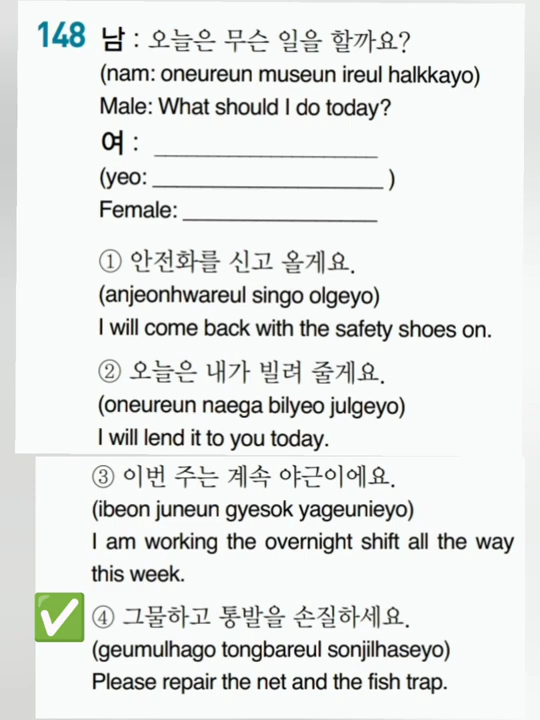 148 남 : 오늘은 무슨 일을 할까요?
(nam: oneureun museun ireul halkkayo)
Male: What should I do today?
여 : ____________________
(yeo: ____________________ )
Female: ____________________
① 안전화를 신고 올게요.
(anjeonhwareul singo olgeyo)
I will come back with the safety shoes on.
② 오늘은 내가 빌려 줄게요.
(oneureun naega bilyeo julgeyo)
I will lend it to you today.
③ 이번 주는 계속 야근이에요.
(ibeon juneun gyesok yageunieyo)
I am working the overnight shift all the way
this week.
④ 그물하고 통발을 손질하세요.
(geumulhago tongbareul sonjilhaseyo)
Please repair the net and the fish trap.